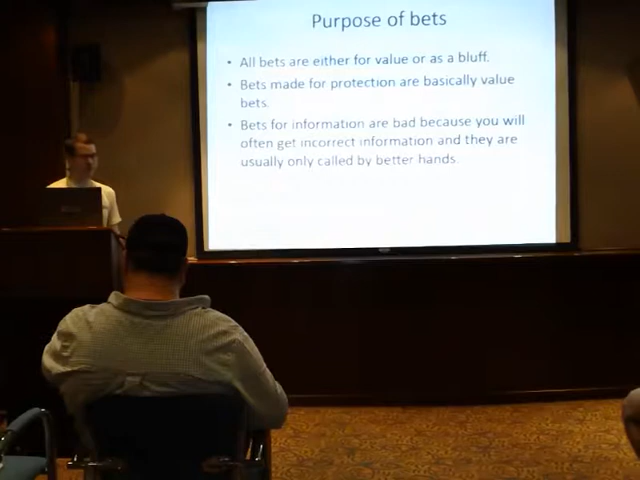 Purpose of bets
• All bets are either for value or as a bluff.
• Bets made for protection are basically value
bets.
• Bets for information are bad because you will
often get incorrect information and they are
usually only called by better hands.